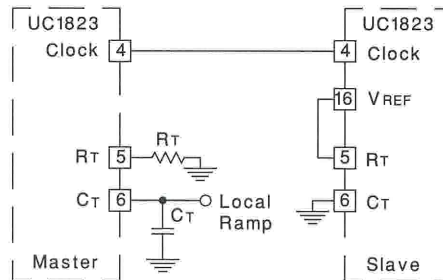 UC1823
UC1823
Clock 4
4 Clock
16 VREF
RT
RT 5
5 RT
CT 6
CT
Local
Ramp
6 CT
Master
Slave